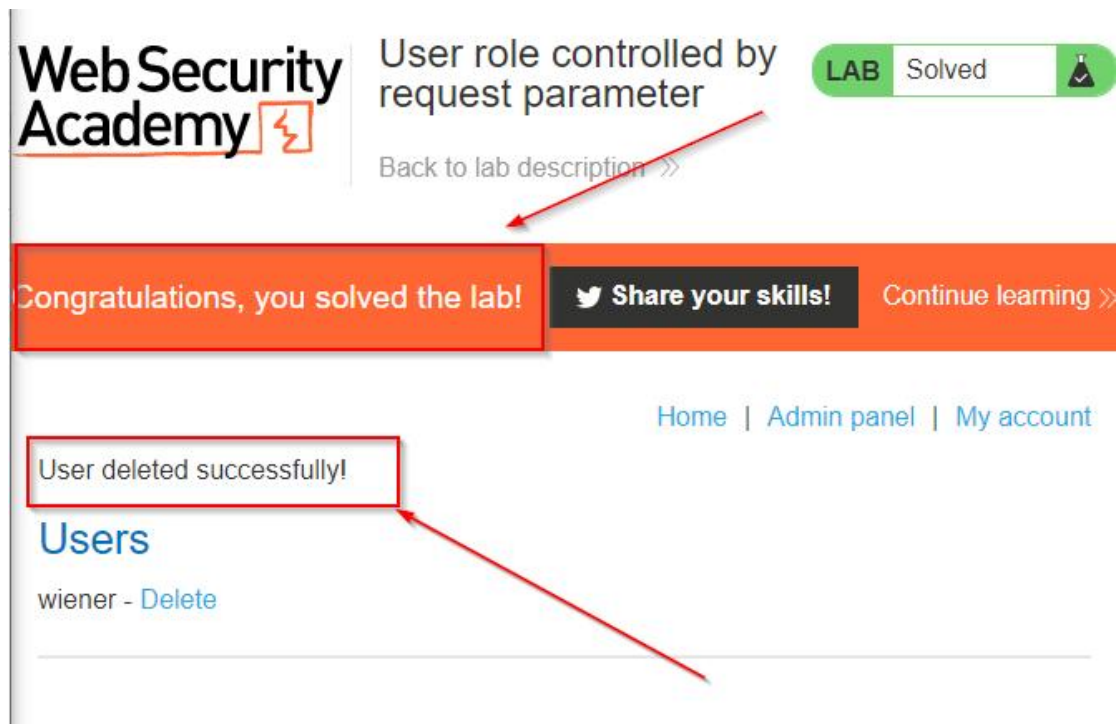 Web Security
Academy
User role controlled by
request parameter
Back to lab description
LAB Solved
Congratulations, you solved the lab!
Share your skills!
Continue learning
Home | Admin panel | My account
User deleted successfully!
Users
wiener - Delete